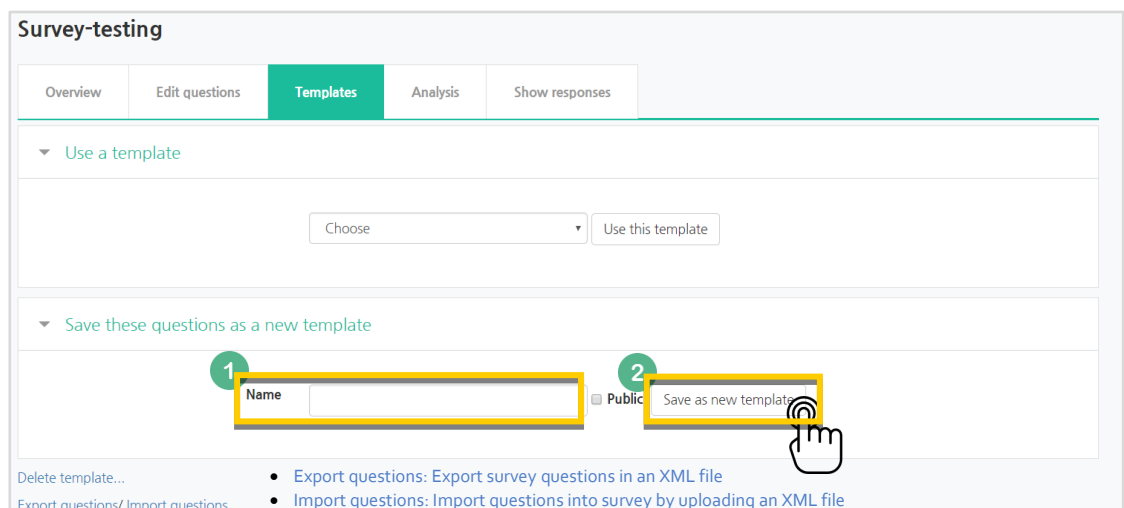 Survey-testing
Overview Edit questions Templates Analysis Show responses
Use a template
Choose Use this template
Save these questions as a new template
1 2
Name Public Save as new template
Delete template...
• Export questions: Export survey questions in an XML file
Export questions/ Import questions
• Import questions: Import questions into survey by uploading an XML file